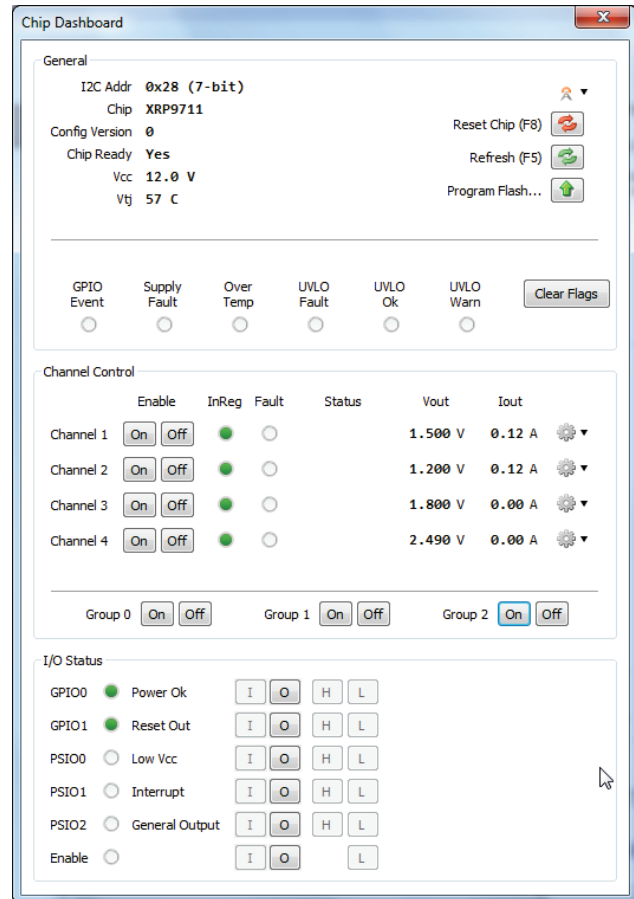 Chip Dashboard
x
General
I2C Addr 0x28 (7-bit)
Chip XRP9711
Config Version 0
Reset Chip (F8)
Chip Ready Yes
Refresh (F5)
Vcc 12.0 V
Program Flash...
Vtj 57 C
GPIO Event Supply Fault Over Temp UVLO Fault UVLO Ok UVLO Warn Clear Flags
Channel Control
Enable InReg Fault Status Vout Iout
Channel 1 On Off 1.500 V 0.12 A
Channel 2 On Off 1.200 V 0.12 A
Channel 3 On Off 1.800 V 0.00 A
Channel 4 On Off 2.490 V 0.00 A
Group 0 On Off Group 1 On Off Group 2 On Off
I/O Status
GPIO0 Power Ok I O H L
GPIO1 Reset Out I O H L
PSIO0 Low Vcc I O H L
PSIO1 Interrupt I O H L
PSIO2 General Output I O H L
Enable I O L